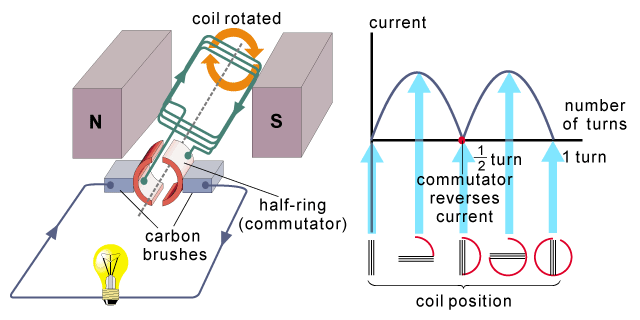 coil rotated
N
S
half-ring
(commutator)
carbon
brushes
current
number
of turns
1/2 turn
1 turn
commutator
reverses
current
coil position